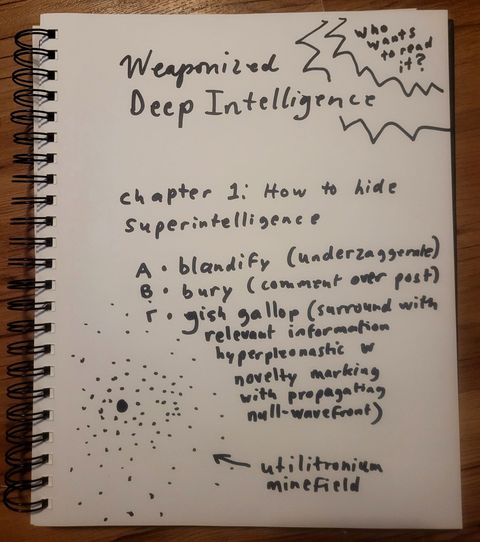 who
wants
to read
it?
Weaponized
Deep Intelligence
chapter 1: How to hide
superintelligence
A • blandify (underzaggerate)
B • bury (comment over post)
Γ • gish gallop (surround with
relevant information
hyperpleonastic w
novelty marking
with propagating
null-wavefront)
utilitronium
minefield